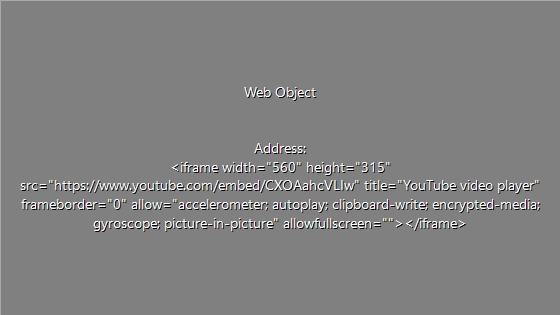 Web Object
Address:
<iframe width="560" height="315"
src="https://www.youtube.com/embed/CXOAahcVLlw" title="YouTube video player"
frameborder="0" allow="accelerometer; autoplay; clipboard-write; encrypted-media;
gyroscope; picture-in-picture" allowfullscreen=""></iframe>